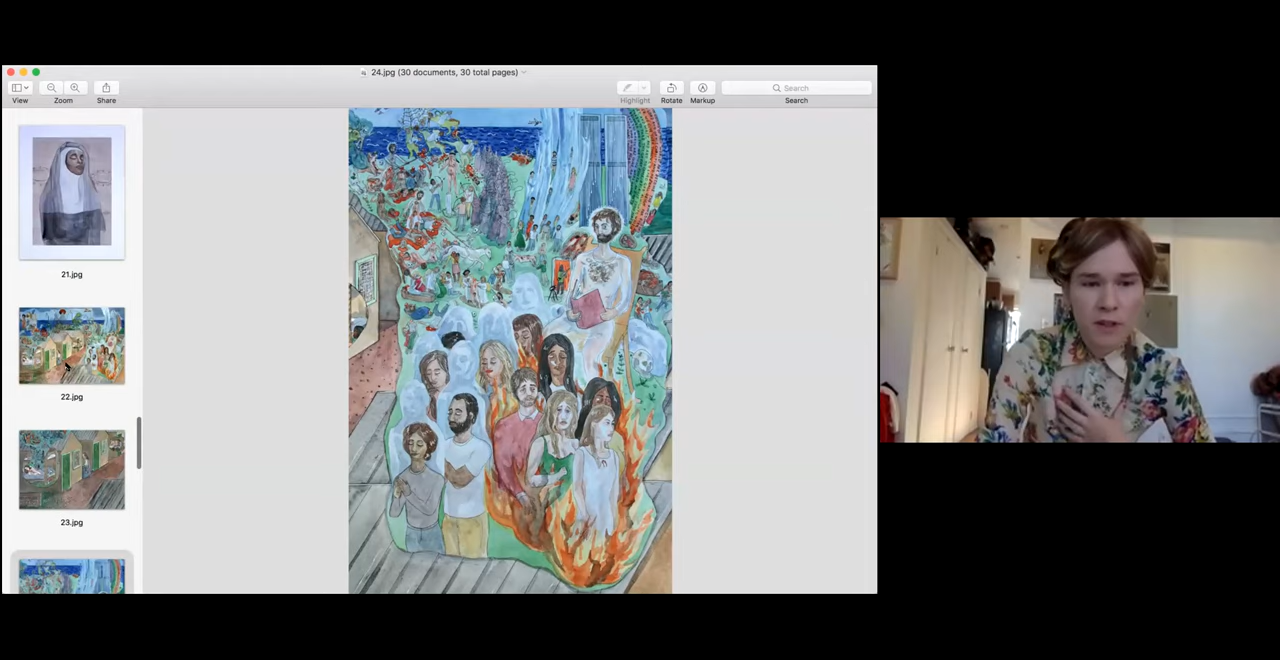 24.jpg (30 documents, 30 total pages)
View
Zoom
Share
Highlight
Rotate
Markup
Search
Search
21.jpg
22.jpg
23.jpg